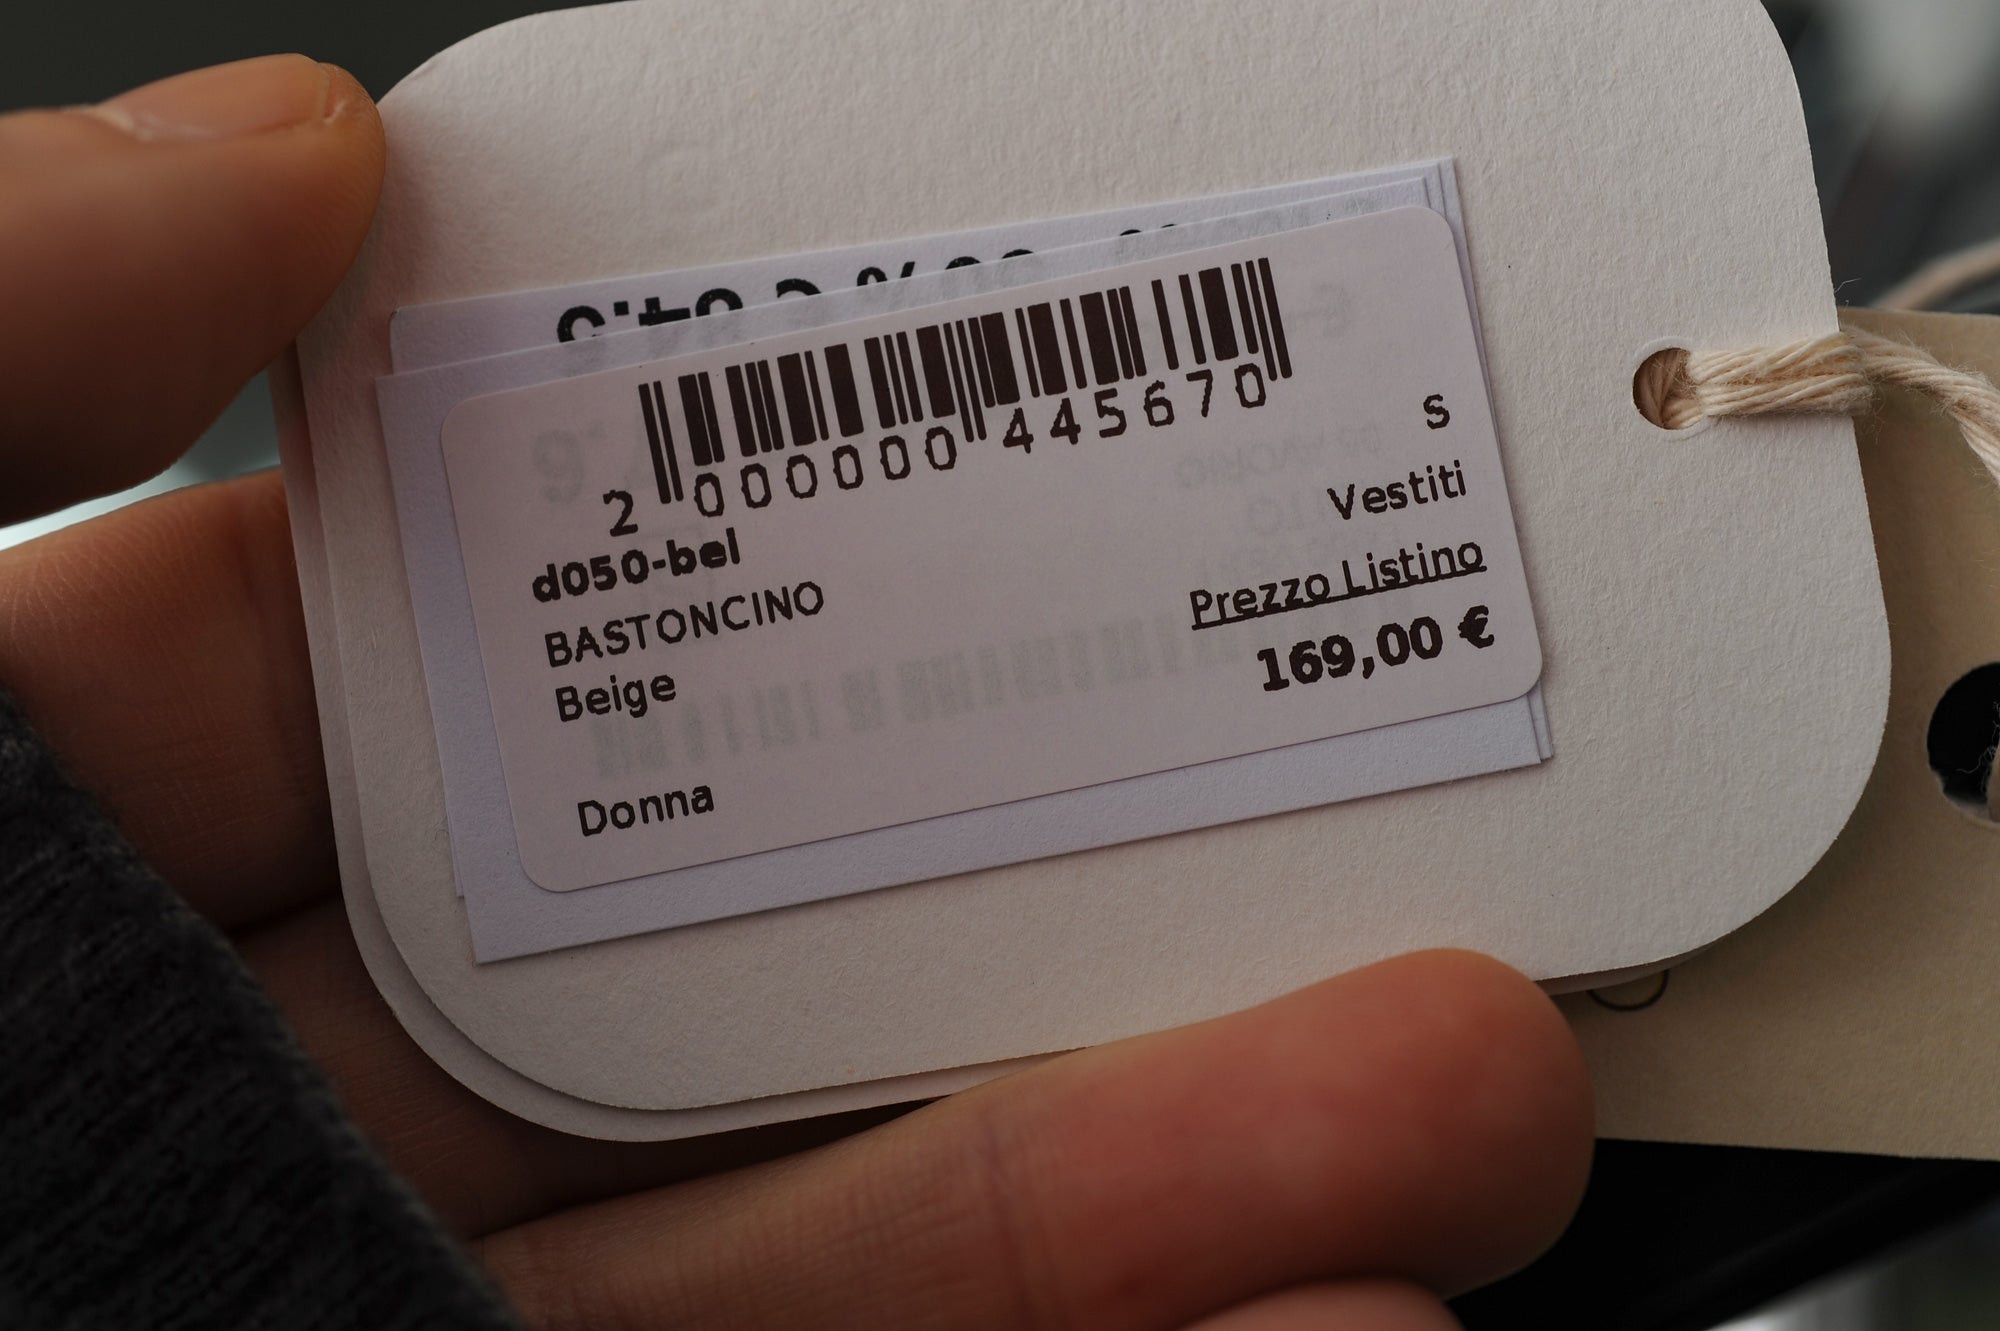 2 000000 445670
S
d050-bel
Vestiti
BASTONCINO
Prezzo Listino
Beige
169,00 €
Donna